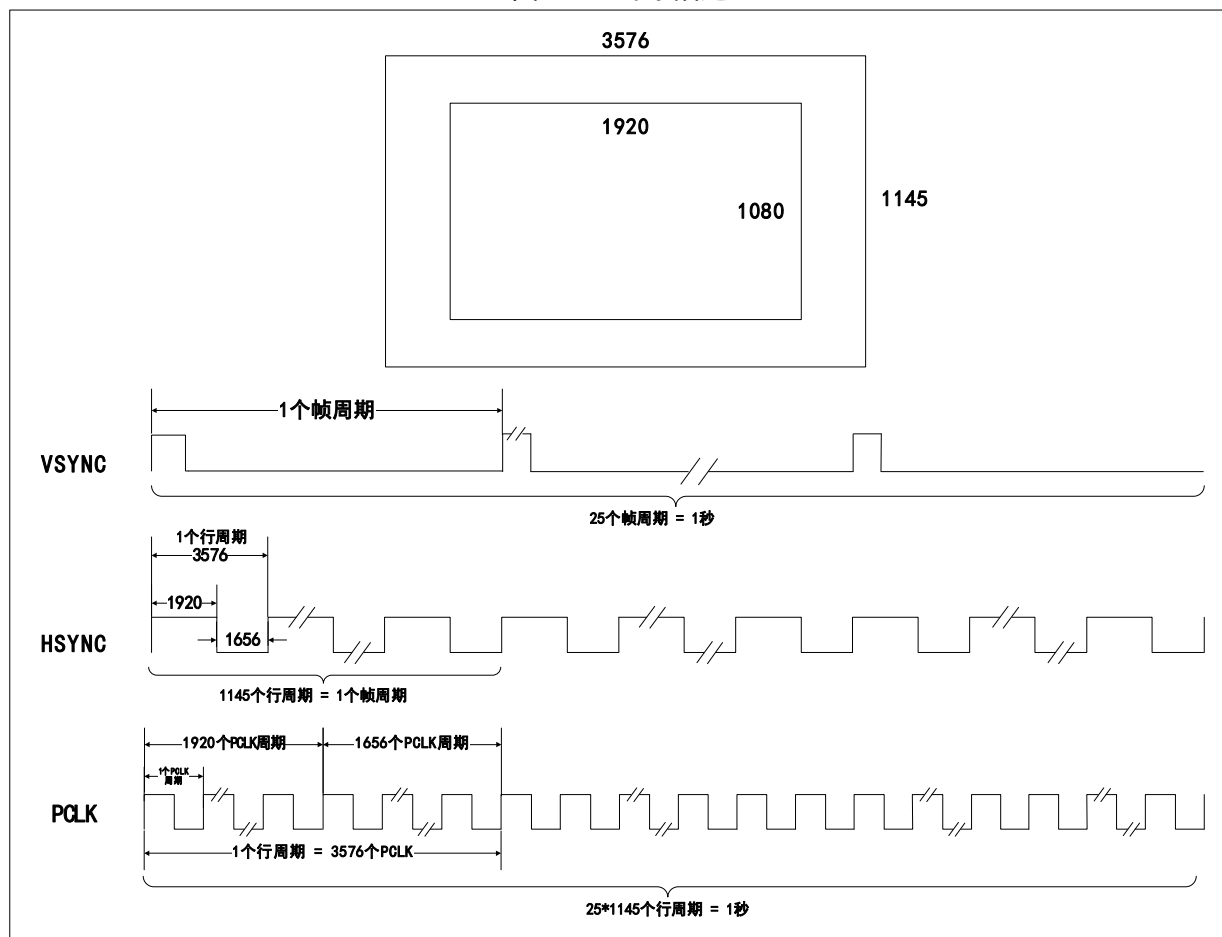 3576
1920
1080
1145
1个帧周期
VSYNC
25个帧周期 = 1秒
1个行周期
3576
1920
1656
HSYNC
1145个行周期 = 1个帧周期
1920个PCLK周期
1656个PCLK周期
1个PCLK
周期
PCLK
1个行周期 = 3576个PCLK
25*1145个行周期 = 1秒